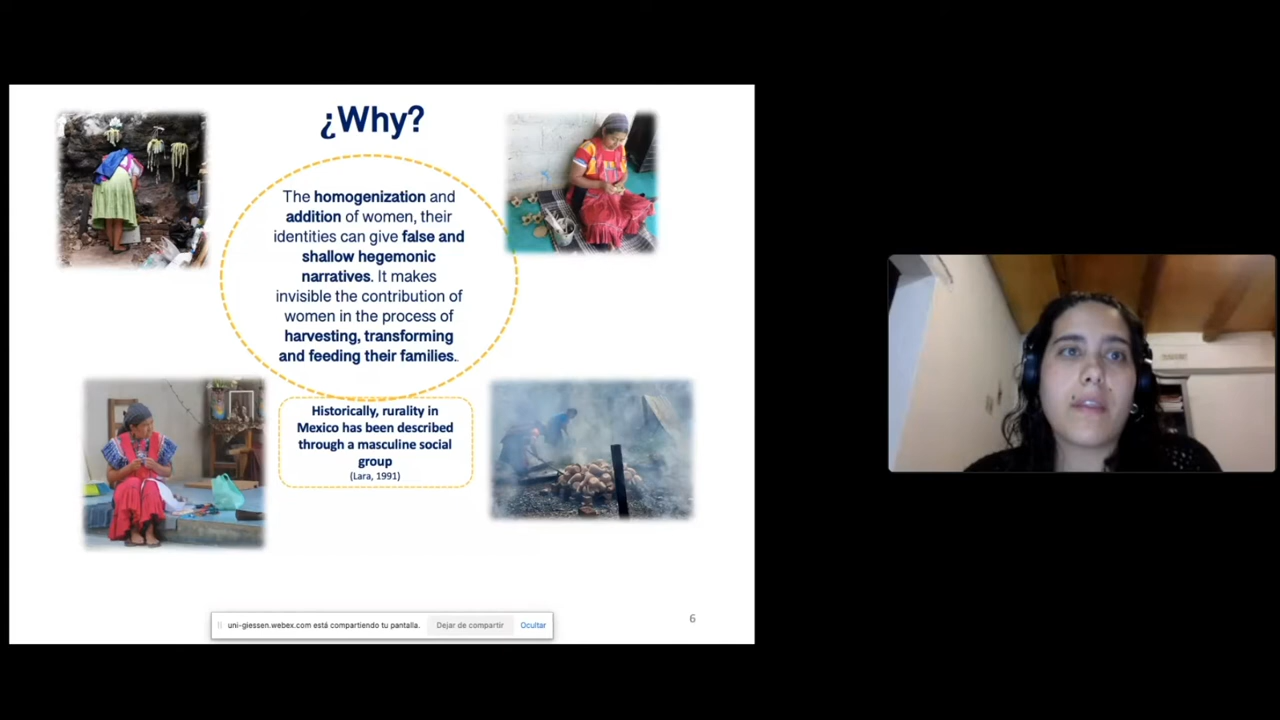 ¿Why?
The homogenization and
addition of women, their
identities can give false and
shallow hegemonic
narratives. It makes
invisible the contribution of
women in the process of
harvesting, transforming
and feeding their families..
Historically, rurality in
Mexico has been described
through a masculine social
group
(Lara, 1991)
uni-giessen.webex.com está compartiendo tu pantalla. Dejar de compartir Ocultar
6